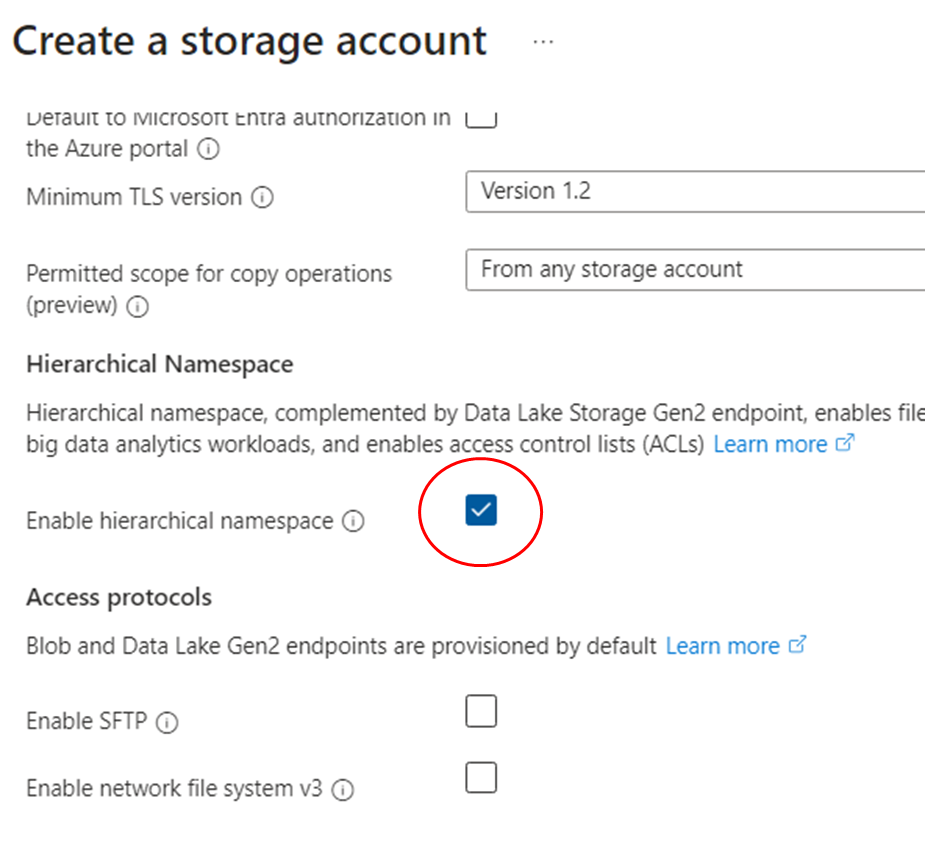 Create a storage account ...
Default to Microsoft Entra authorization in
the Azure portal
Minimum TLS version
Version 1.2
Permitted scope for copy operations
(preview)
From any storage account
Hierarchical Namespace
Hierarchical namespace, complemented by Data Lake Storage Gen2 endpoint, enables file
big data analytics workloads, and enables access control lists (ACLs) Learn more
Enable hierarchical namespace
Access protocols
Blob and Data Lake Gen2 endpoints are provisioned by default Learn more
Enable SFTP
Enable network file system v3